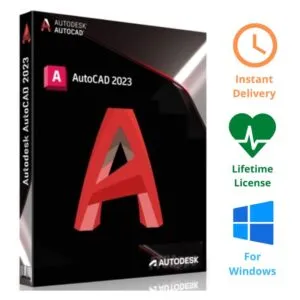 AUTODESK
AUTOCAD
A AutoCAD 2023
Autodesk AutoCAD 2023
AUTODESK
Instant
Delivery
Lifetime
License
For
Windows